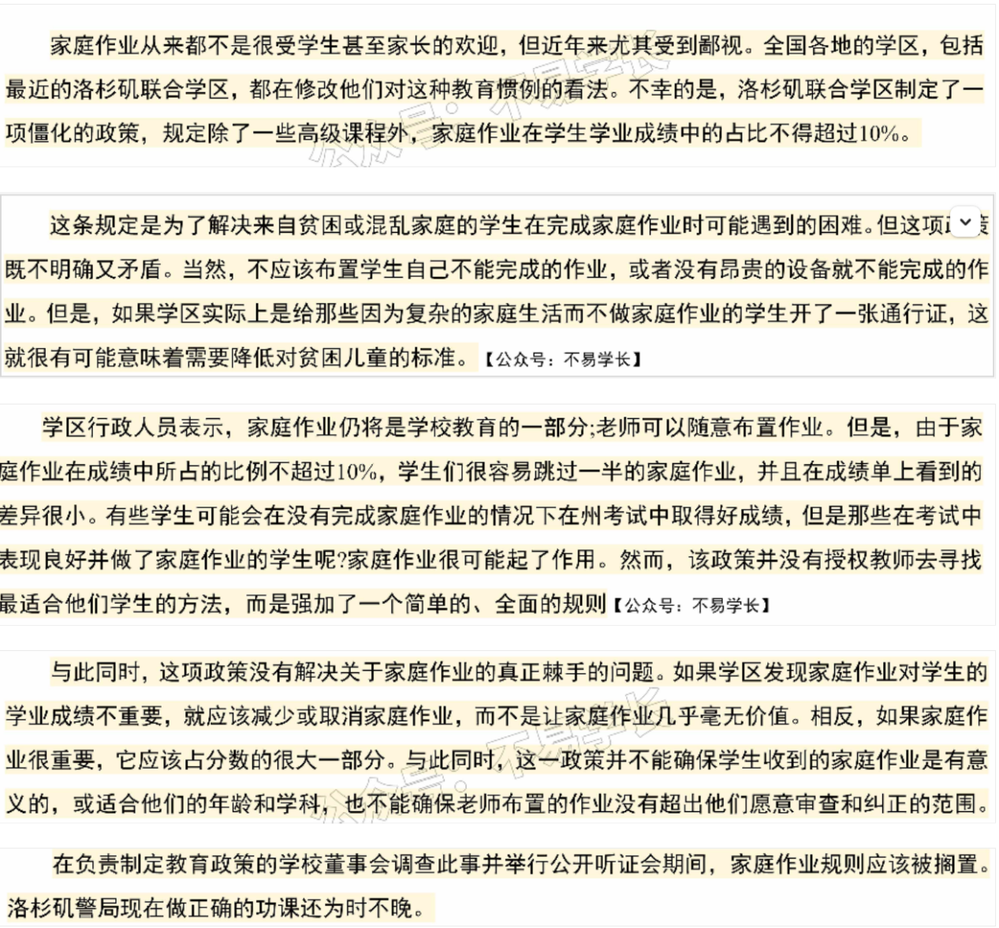 家庭作业从来都不是很受学生甚至家长的欢迎，但近年来尤其受到鄙视。全国各地的学区，包括
最近的洛杉矶联合学区，都在修改他们对这种教育惯例的看法。不幸的是，洛杉矶联合学区制定了一
项僵化的政策，规定除了一些高级课程外，家庭作业在学生学业成绩中的占比不得超过10%。
公众号：不易学长
这条规定是为了解决来自贫困或混乱家庭的学生在完成家庭作业时可能遇到的困难。但这项
既不明确又矛盾。当然，不应该布置学生自己不能完成的作业，或者没有昂贵的设备就不能完成的作
业。但是，如果学区实际上是给那些因为复杂的家庭生活而不做家庭作业的学生开了一张通行证，这
就很有可能意味着需要降低对贫困儿童的标准。【公众号：不易学长】
学区行政人员表示，家庭作业仍将是学校教育的一部分;老师可以随意布置作业。但是，由于家
庭作业在成绩中所占的比例不超过10%，学生们很容易跳过一半的家庭作业，并且在成绩单上看到的
差异很小。有些学生可能会在没有完成家庭作业的情况下在州考试中取得好成绩，但是那些在考试中
表现良好并做了家庭作业的学生呢?家庭作业很可能起了作用。然而，该政策并没有授权教师去寻找
最适合他们学生的方法，而是强加了一个简单的、全面的规则【公众号：不易学长】
与此同时，这项政策没有解决关于家庭作业的真正棘手的问题。如果学区发现家庭作业对学生的
学业成绩不重要，就应该减少或取消家庭作业，而不是让家庭作业几乎毫无价值。相反，如果家庭作
业很重要，它应该占分数的很大一部分。与此同时，这一政策并不能确保学生收到的家庭作业是有意
义的，或适合他们的年龄和学科，也不能确保老师布置的作业没有超出他们愿意审查和纠正的范围。
公众号：不易学长
在负责制定教育政策的学校董事会调查此事并举行公开听证会期间，家庭作业规则应该被搁置。
洛杉矶警局现在做正确的功课还为时不晚。